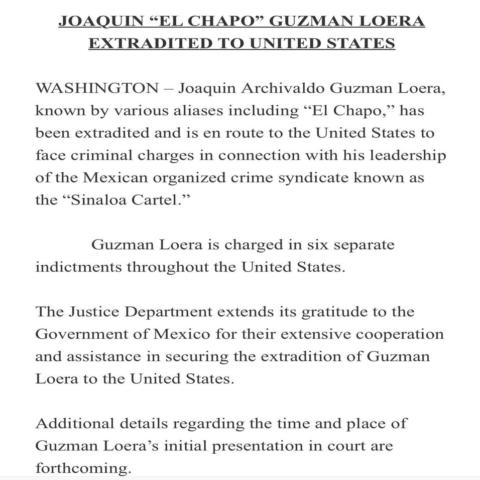 JOAQUIN “EL CHAPO” GUZMAN LOERA
EXTRADITED TO UNITED STATES
WASHINGTON – Joaquin Archivaldo Guzman Loera,
known by various aliases including “El Chapo,” has
been extradited and is en route to the United States to
face criminal charges in connection with his leadership
of the Mexican organized crime syndicate known as
the “Sinaloa Cartel.”
Guzman Loera is charged in six separate
indictments throughout the United States.
The Justice Department extends its gratitude to the
Government of Mexico for their extensive cooperation
and assistance in securing the extradition of Guzman
Loera to the United States.
Additional details regarding the time and place of
Guzman Loera’s initial presentation in court are
forthcoming.